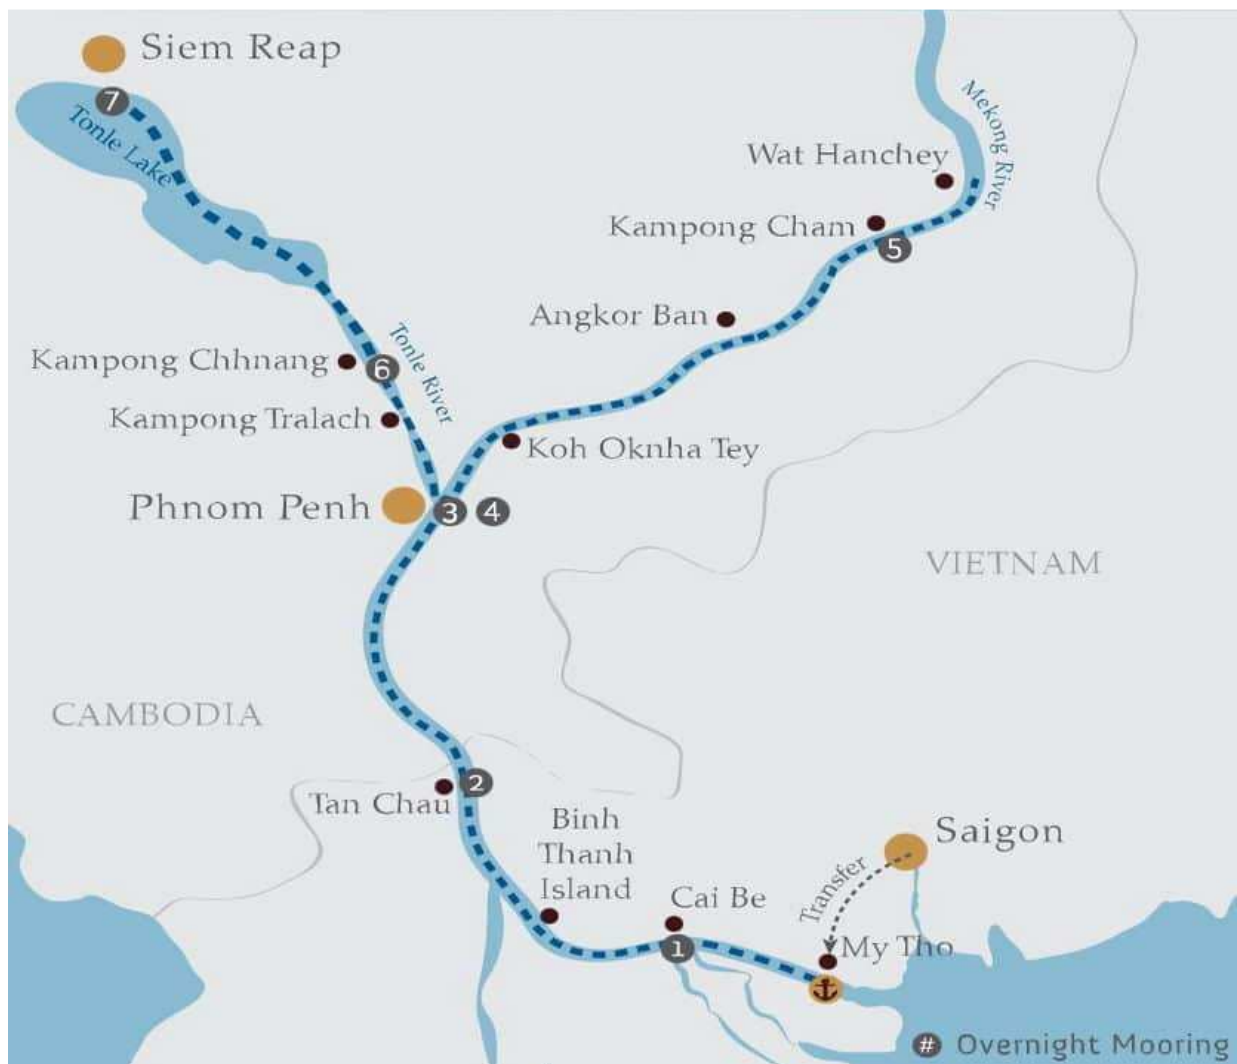 Siem Reap
7
Tonle Lake
Mekong River
Wat Hanchey
Kampong Cham
5
Angkor Ban
Tonle River
Kampong Chhnang
6
Kampong Tralach
Koh Oknha Tey
Phnom Penh
3 4
VIETNAM
CAMBODIA
2
Tan Chau
Binh
Thanh
Island
Saigon
Transfer
Cai Be
1
My Tho
# Overnight Mooring